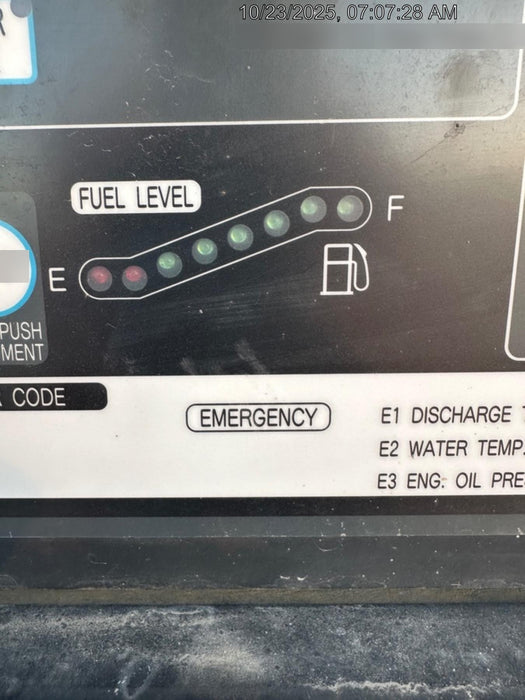 10/23/2025, 07:07:28 AM
FUEL LEVEL
F
E
PUSH
MENT
CODE
EMERGENCY
E1 DISCHARGE
E2 WATER TEMP.
E3 ENG. OIL PRE